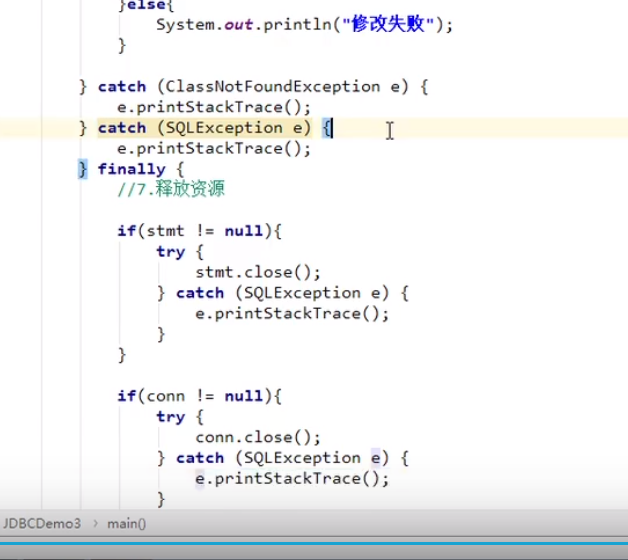 }else{
System.out.println("修改失败");
}
} catch (ClassNotFoundException e) {
e.printStackTrace();
} catch (SQLException e) {
e.printStackTrace();
} finally {
//7.释放资源
if(stmt != null){
try {
stmt.close();
} catch (SQLException e) {
e.printStackTrace();
}
}
if(conn != null){
try {
conn.close();
} catch (SQLException e) {
e.printStackTrace();
}
JDBCDemo3 › main()